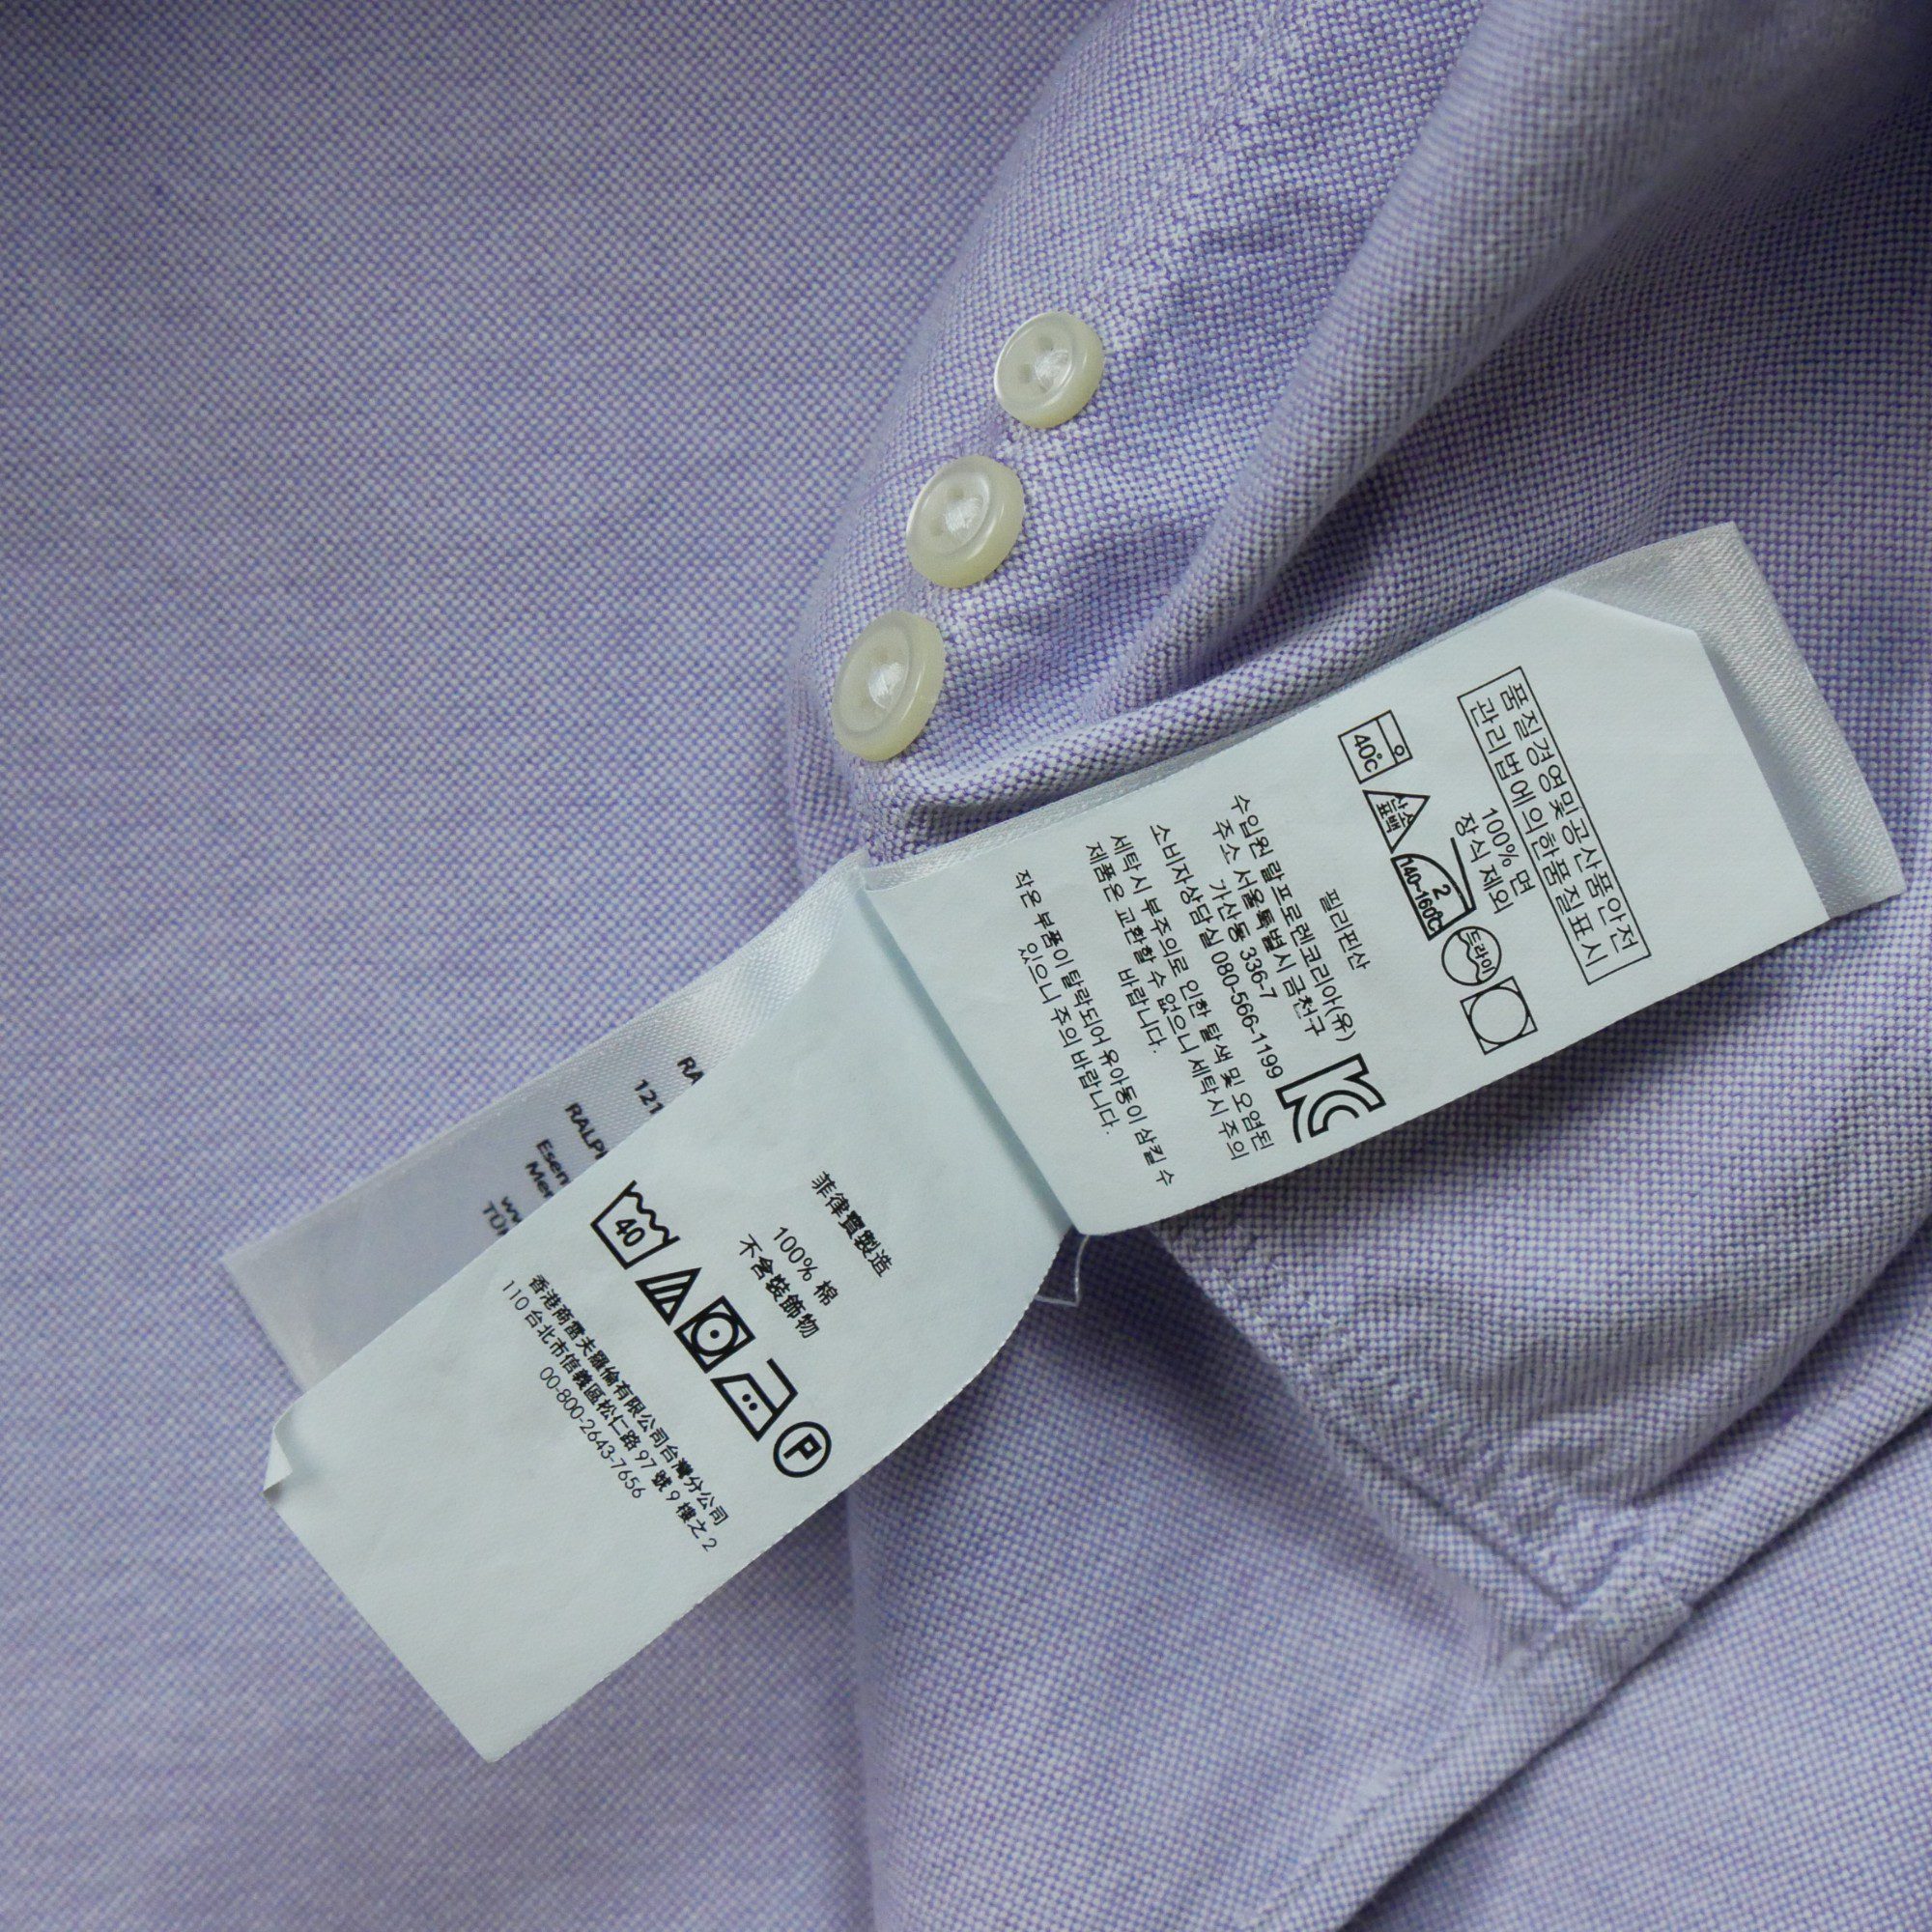 품질경영및공산품안전
관리법에의한품질표시
100% 면
장식 제외
40℃
산소
표백
2
140~160℃
드라이
필리핀산
수입원 랄프로렌코리아(유)
주소 서울특별시 금천구
가산동 336-7
소비자상담실 080-566-1199
세탁시 부주의로 인한 탈색 및 오염된
제품은 교환할 수 없으니 세탁시 주의
바랍니다.
작은 부품이 탈락되어 유아동이 삼킬 수
있으니 주의 바랍니다.
菲律賓製造
100% 棉
不含裝飾物
40
P
香港商雷夫羅倫有限公司台灣分公司
110 台北市信義區松仁路 97 號 9 樓之 2
00-800-2643-7656
RA
121
RALP
Esen
Mer
TÜ